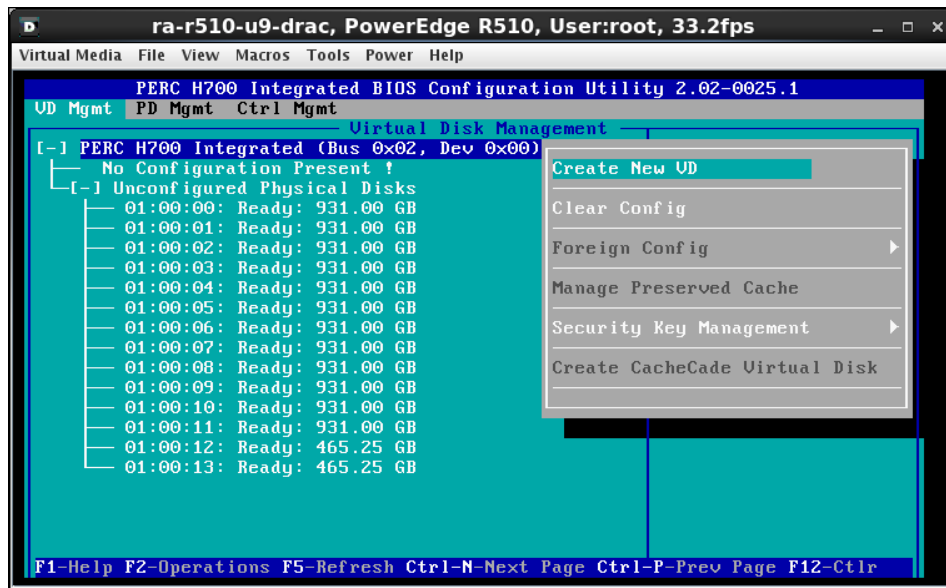 ra-r510-u9-drac, PowerEdge R510, User:root, 33.2fps
Virtual Media File View Macros Tools Power Help
PERC H700 Integrated BIOS Configuration Utility 2.02-0025.1
VD Mgmt PD Mgmt Ctrl Mgmt
Virtual Disk Management
[-] PERC H700 Integrated (Bus 0x02, Dev 0x00)
No Configuration Present !
[-] Unconfigured Physical Disks
01:00:00: Ready: 931.00 GB
01:00:01: Ready: 931.00 GB
01:00:02: Ready: 931.00 GB
01:00:03: Ready: 931.00 GB
01:00:04: Ready: 931.00 GB
01:00:05: Ready: 931.00 GB
01:00:06: Ready: 931.00 GB
01:00:07: Ready: 931.00 GB
01:00:08: Ready: 931.00 GB
01:00:09: Ready: 931.00 GB
01:00:10: Ready: 931.00 GB
01:00:11: Ready: 931.00 GB
01:00:12: Ready: 465.25 GB
01:00:13: Ready: 465.25 GB
Create New VD
Clear Config
Foreign Config
Manage Preserved Cache
Security Key Management
Create CacheCade Virtual Disk
F1-Help F2-Operations F5-Refresh Ctrl-N-Next Page Ctrl-P-Prev Page F12-Ctlr